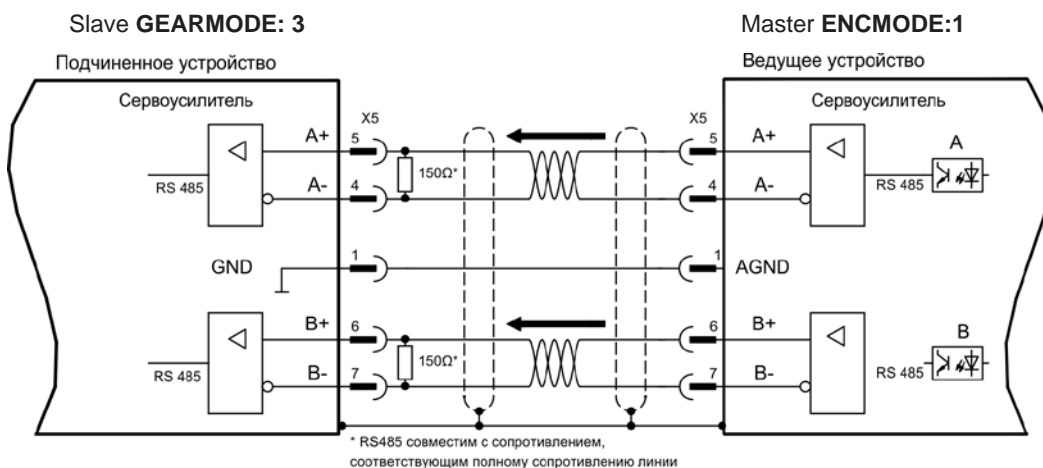 Slave GEARMODE: 3
Master ENCMODE:1
Подчиненное устройство
Ведущее устройство
Сервоусилитель
Сервоусилитель
A+
5
X5
X5
5
A+
A
RS 485
150Ω*
RS 485
A-
4
4
A-
GND
1
1
AGND
B+
6
6
B+
B
RS 485
150Ω*
RS 485
B-
7
7
B-
* RS485 совместим с сопротивлением,
соответствующим полному сопротивлению линии